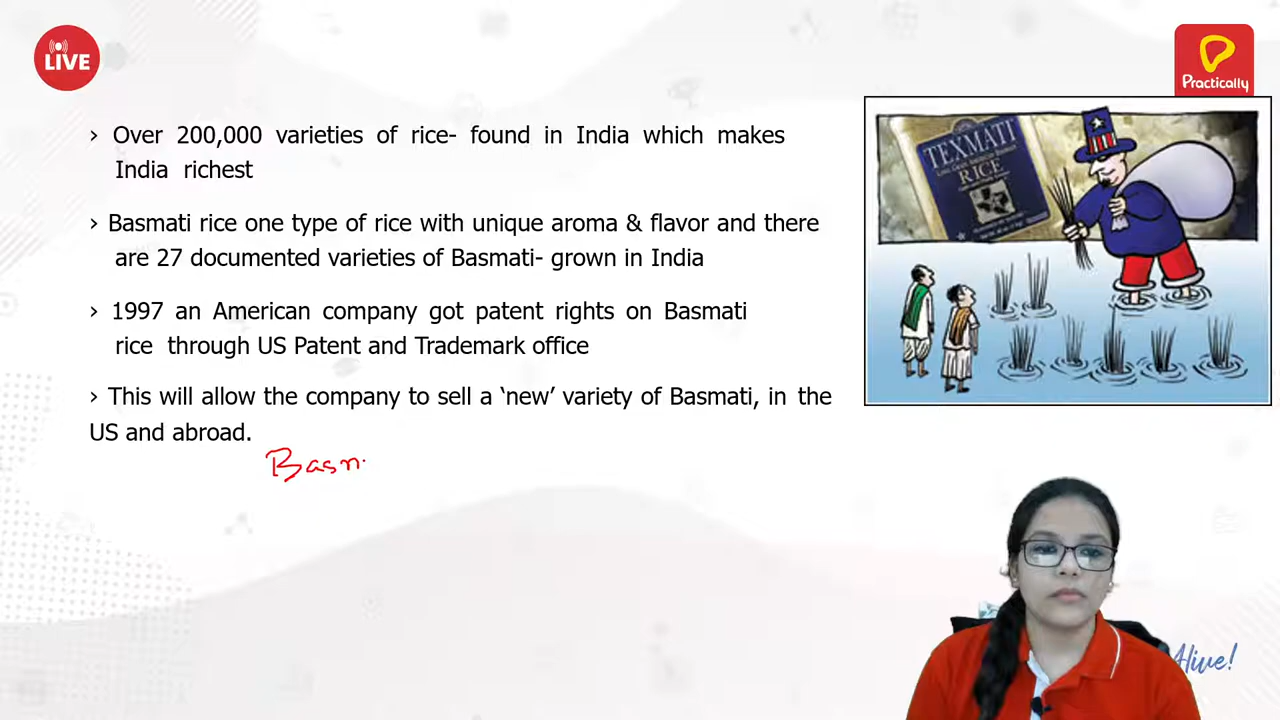 LIVE
Practically
› Over 200,000 varieties of rice- found in India which makes
India richest
› Basmati rice one type of rice with unique aroma & flavor and there
are 27 documented varieties of Basmati- grown in India
› 1997 an American company got patent rights on Basmati
rice through US Patent and Trademark office
› This will allow the company to sell a ‘new’ variety of Basmati, in the
US and abroad.
Basm
TEXMATI
RICE
Alive!